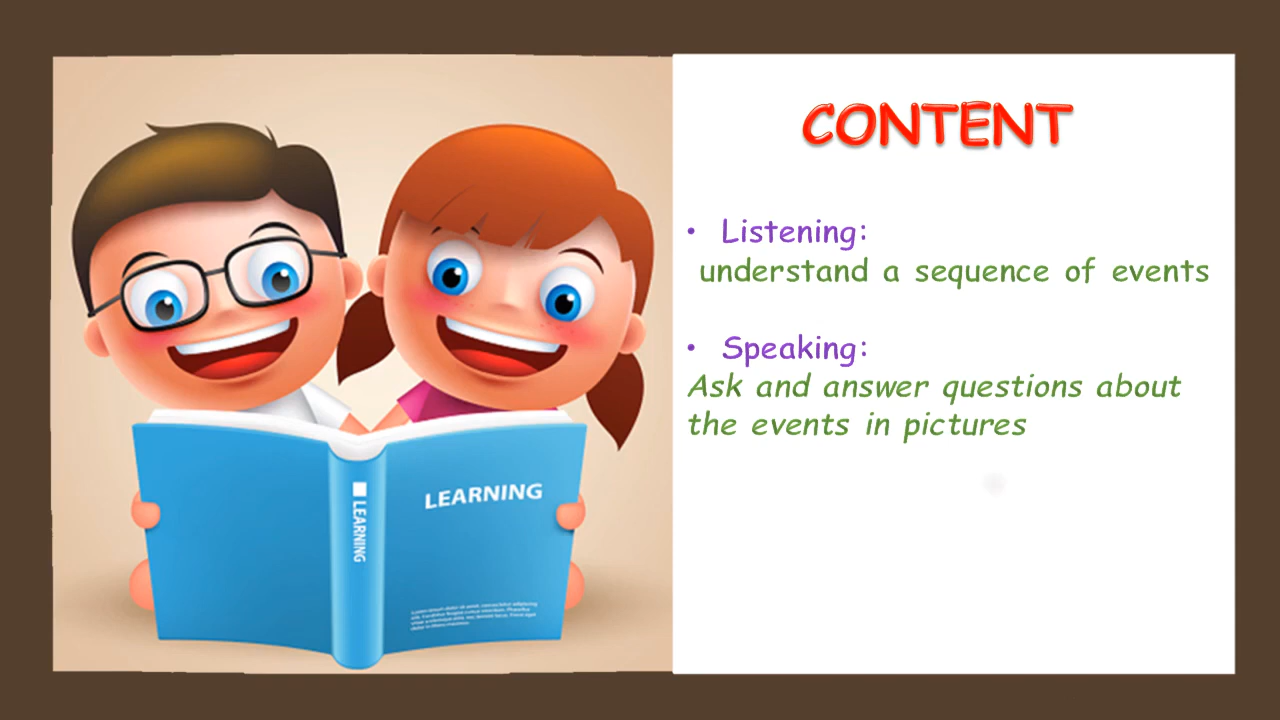 CONTENT
• Listening:
understand a sequence of events
• Speaking:
Ask and answer questions about
the events in pictures
LEARNING
LEARNING